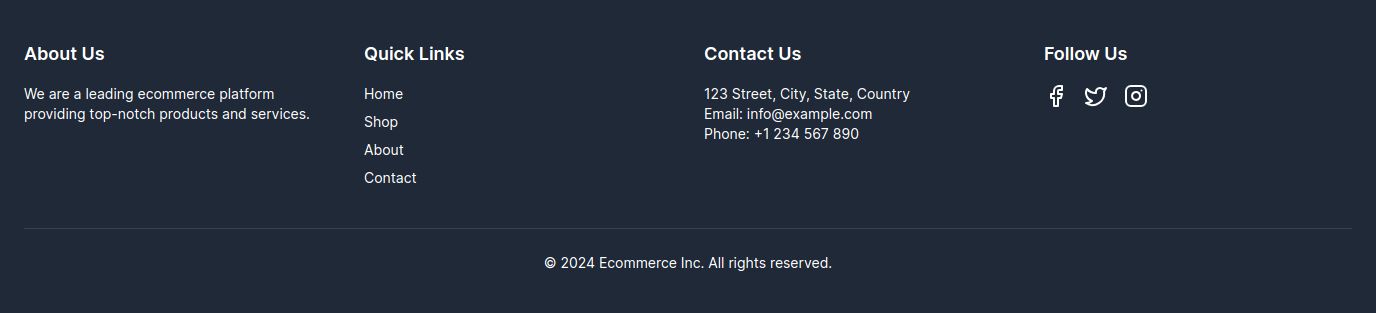 About Us
We are a leading ecommerce platform
providing top-notch products and services.
Quick Links
Home
Shop
About
Contact
Contact Us
123 Street, City, State, Country
Email: info@example.com
Phone: +1 234 567 890
Follow Us
© 2024 Ecommerce Inc. All rights reserved.